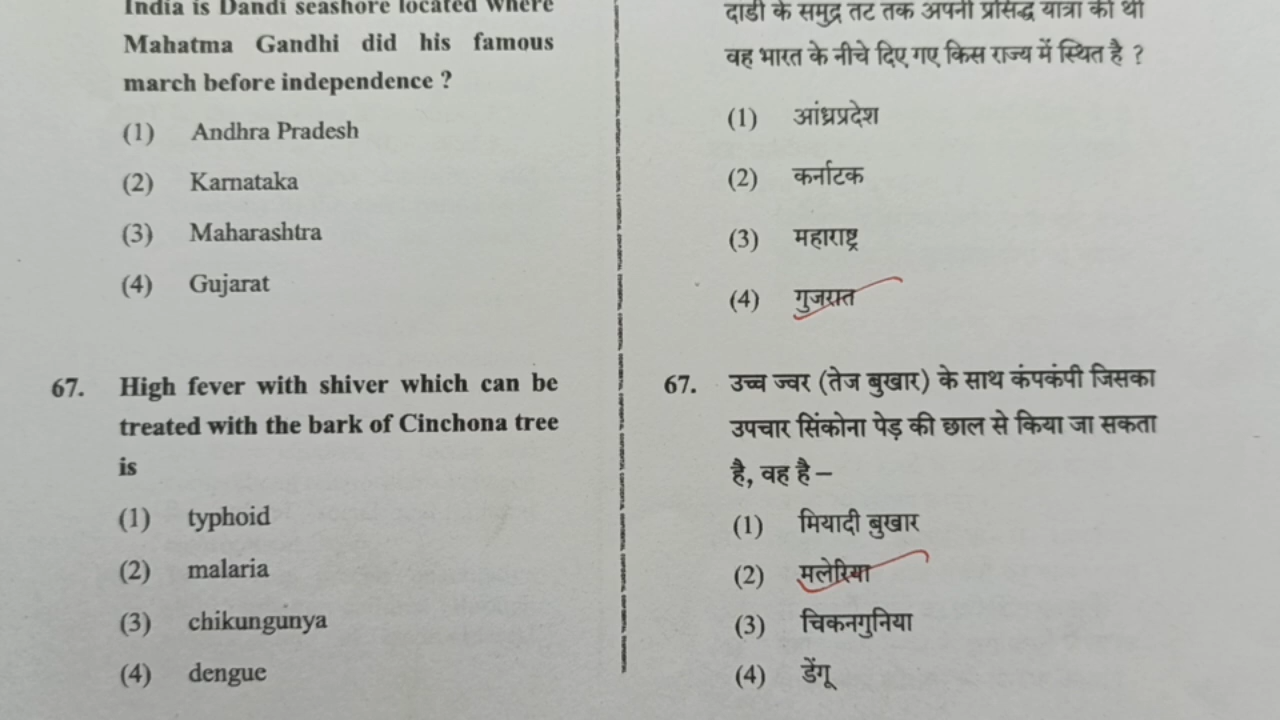 India is Dandi seashore located where
Mahatma Gandhi did his famous
march before independence ?
(1) Andhra Pradesh
(2) Karnataka
(3) Maharashtra
(4) Gujarat
67. High fever with shiver which can be
treated with the bark of Cinchona tree
is
(1) typhoid
(2) malaria
(3) chikungunya
(4) dengue
दांडी के समुद्र तट तक अपनी प्रसिद्ध यात्रा की थी
वह भारत के नीचे दिए गए किस राज्य में स्थित है ?
(1) आंध्रप्रदेश
(2) कर्नाटक
(3) महाराष्ट्र
(4) गुजरात
67. उच्च ज्वर (तेज बुखार) के साथ कंपकंपी जिसका
उपचार सिंकोना पेड़ की छाल से किया जा सकता
है, वह है –
(1) मियादी बुखार
(2) मलेरिया
(3) चिकनगुनिया
(4) डेंगू